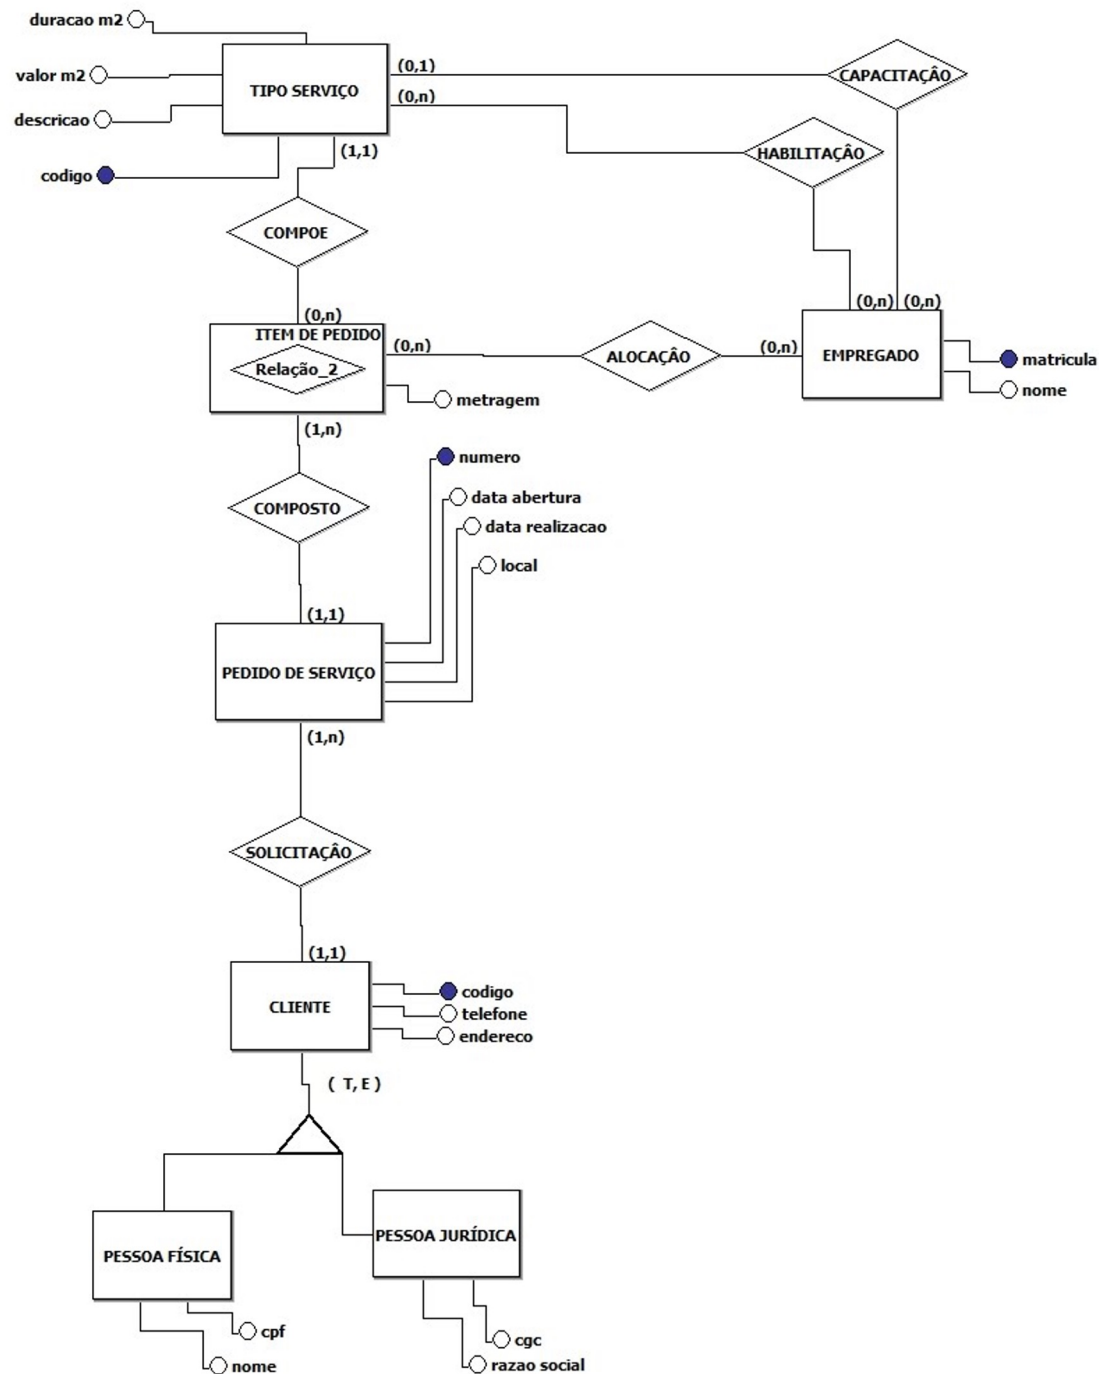 duracao m2
valor m2
descricao
codigo
TIPO SERVIÇO
(0,1)
(0,n)
(1,1)
CAPACITAÇÂO
HABILITAÇÂO
COMPOE
(0,n)
ITEM DE PEDIDO
Relação_2
(0,n)
metragem
ALOCAÇÂO
(0,n)
(0,n)
(0,n)
EMPREGADO
matricula
nome
(1,n)
COMPOSTO
numero
data abertura
data realizacao
local
(1,1)
PEDIDO DE SERVIÇO
(1,n)
SOLICITAÇÂO
(1,1)
CLIENTE
codigo
telefone
endereco
( T, E )
PESSOA FÍSICA
PESSOA JURÍDICA
cpf
nome
cgc
razao social